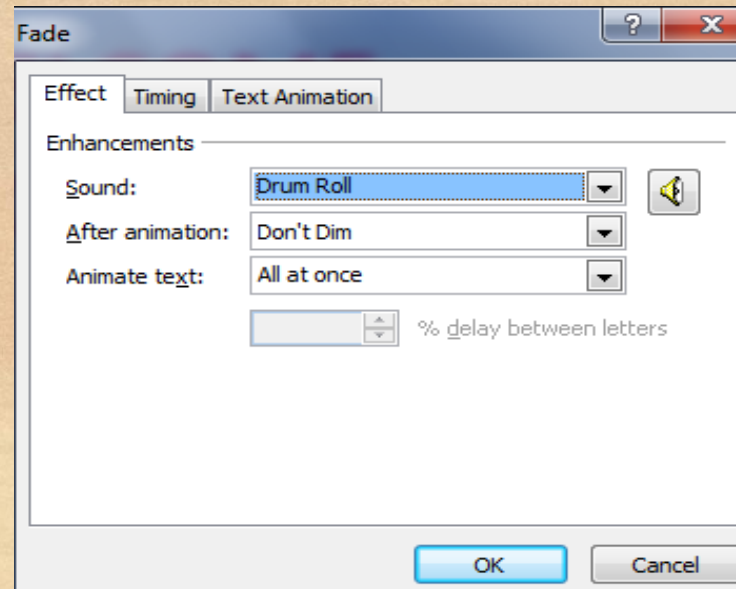 Fade
Effect Timing Text Animation
Enhancements
Sound: Drum Roll
After animation: Don't Dim
Animate text: All at once
% delay between letters
OK Cancel